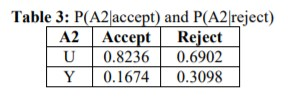 Table 3: P(A2|accept) and P(A2|reject)
A2 Accept Reject
U 0.8236 0.6902
Y 0.1674 0.3098